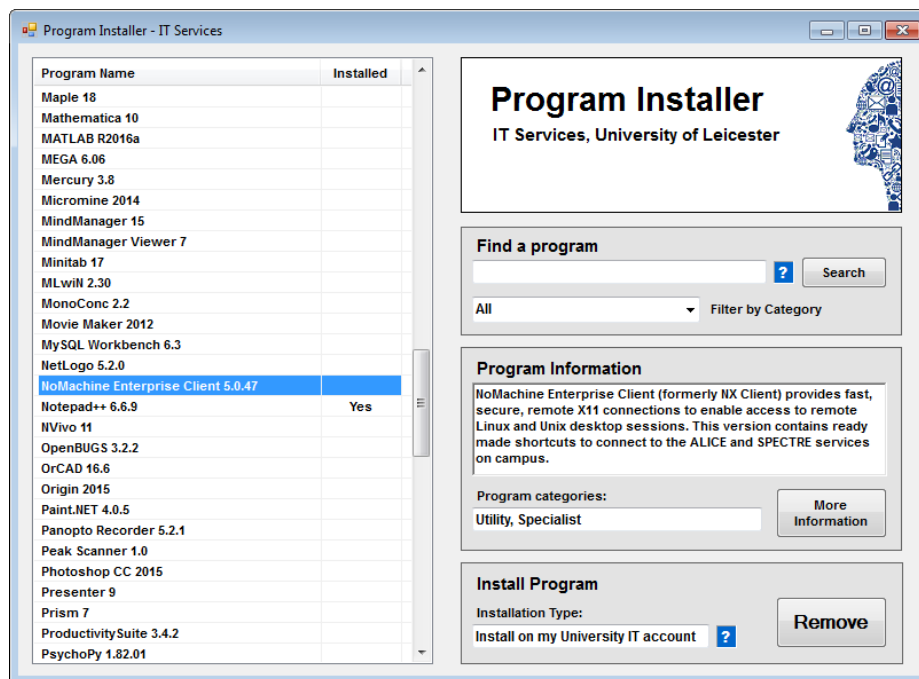 Program Installer - IT Services
Program Name Installed
Maple 18
Mathematica 10
MATLAB R2016a
MEGA 6.06
Mercury 3.8
Micromine 2014
MindManager 15
MindManager Viewer 7
Minitab 17
MLwiN 2.30
MonoConc 2.2
Movie Maker 2012
MySQL Workbench 6.3
NetLogo 5.2.0
NoMachine Enterprise Client 5.0.47
Notepad++ 6.6.9 Yes
NVivo 11
OpenBUGS 3.2.2
OrCAD 16.6
Origin 2015
Paint.NET 4.0.5
Panopto Recorder 5.2.1
Peak Scanner 1.0
Photoshop CC 2015
Presenter 9
Prism 7
ProductivitySuite 3.4.2
PsychoPy 1.82.01
Program Installer
IT Services, University of Leicester
Find a program
? Search
All Filter by Category
Program Information
NoMachine Enterprise Client (formerly NX Client) provides fast,
secure, remote X11 connections to enable access to remote
Linux and Unix desktop sessions. This version contains ready
made shortcuts to connect to the ALICE and SPECTRE services
on campus.
Program categories:
Utility, Specialist
More
Information
Install Program
Installation Type:
Install on my University IT account ?
Remove